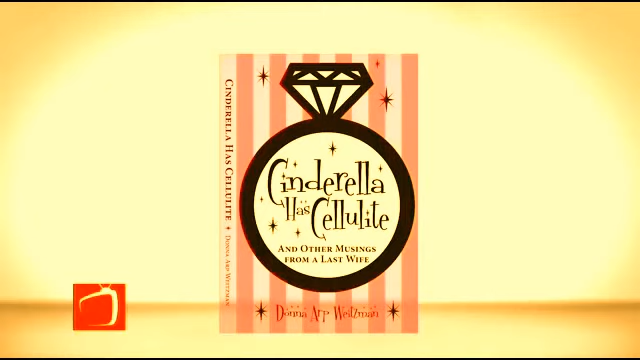 CINDERELLA HAS CELLULITE ✦ DONNA ARP WEITZMAN
Cinderella
Has Cellulite
AND OTHER MUSINGS
FROM A LAST WIFE
Donna Arp Weitzman